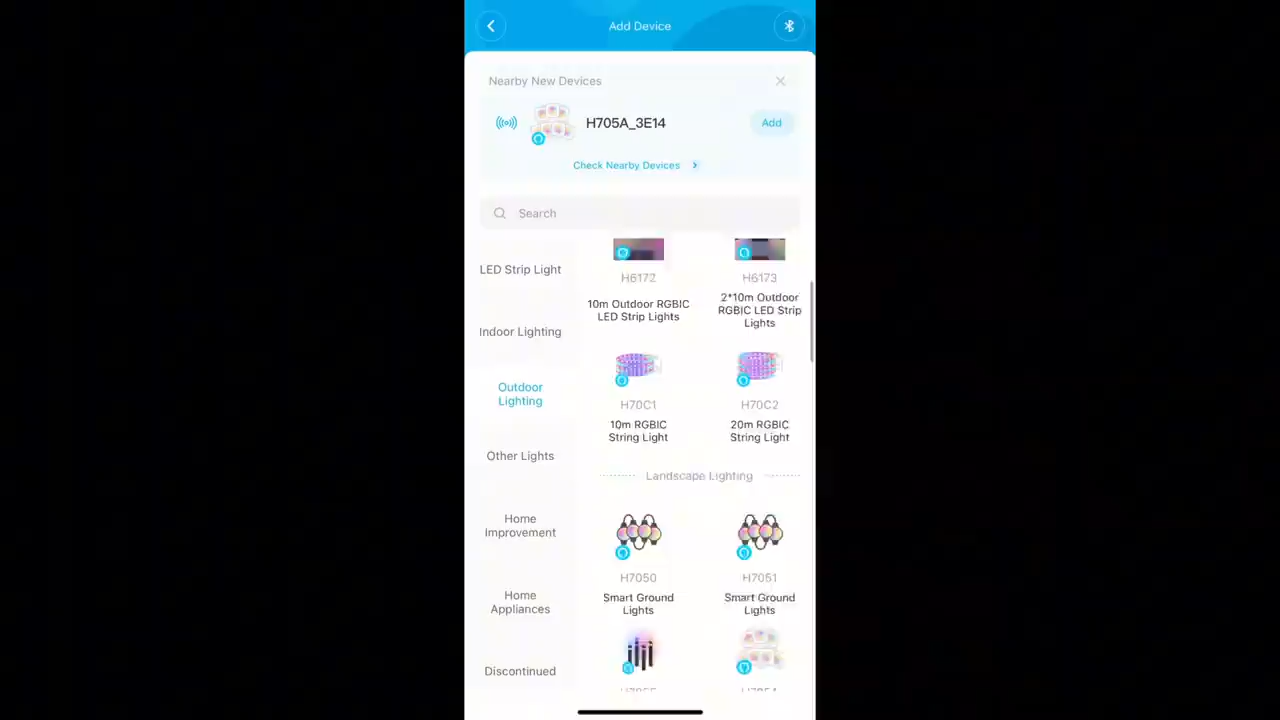 Add Device
Nearby New Devices
H705A_3E14
Add
Check Nearby Devices
Search
LED Strip Light
Indoor Lighting
Outdoor
Lighting
Other Lights
Home
Improvement
Home
Appliances
Discontinued
H6172
10m Outdoor RGBIC
LED Strip Lights
H6173
2*10m Outdoor
RGBIC LED Strip
Lights
H70C1
10m RGBIC
String Light
H70C2
20m RGBIC
String Light
Landscape Lighting
H7050
Smart Ground
Lights
H7051
Smart Ground
Lights